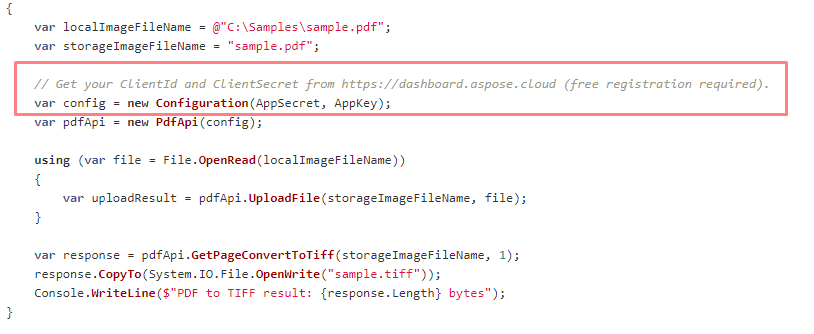 {
var localImageFileName = @"C:\Samples\sample.pdf";
var storageImageFileName = "sample.pdf";
// Get your ClientId and ClientSecret from https://dashboard.aspose.cloud (free registration required).
var config = new Configuration(AppSecret, AppKey);
var pdfApi = new PdfApi(config);
using (var file = File.OpenRead(localImageFileName))
{
var uploadResult = pdfApi.UploadFile(storageImageFileName, file);
}
var response = pdfApi.GetPageConvertToTiff(storageImageFileName, 1);
response.CopyTo(System.IO.File.OpenWrite("sample.tiff"));
Console.WriteLine($"PDF to TIFF result: {response.Length} bytes");
}